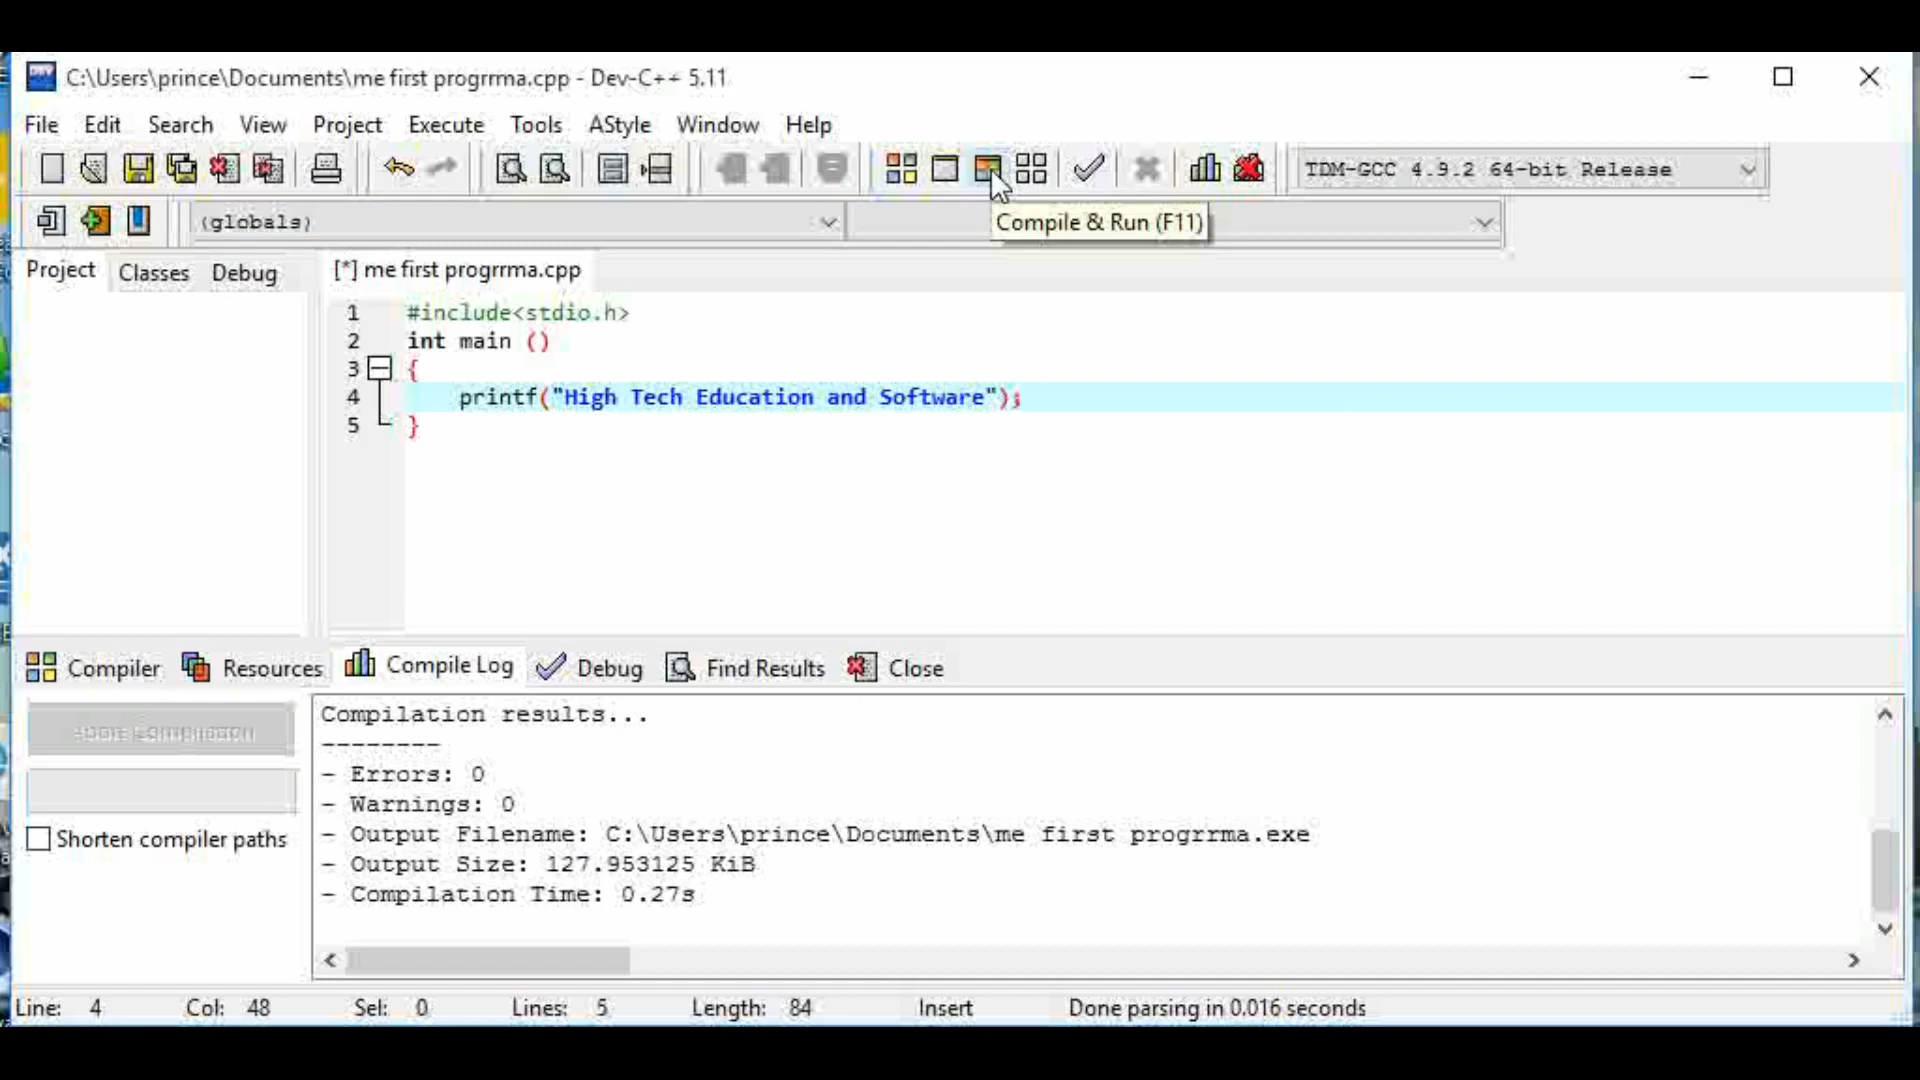 C:\Users\prince\Documents\me first progrrma.cpp - Dev-C++ 5.11
File Edit Search View Project Execute Tools AStyle Window Help
TDM-GCC 4.9.2 64-bit Release
(globals)
Compile & Run (F11)
Project Classes Debug
[*] me first progrrma.cpp
1 #include<stdio.h>
2 int main ()
3 {
4 printf("High Tech Education and Software");
5 }
Compiler Resources Compile Log Debug Find Results Close
Compilation results...
--------
- Errors: 0
- Warnings: 0
- Output Filename: C:\Users\prince\Documents\me first progrrma.exe
- Output Size: 127.953125 KiB
- Compilation Time: 0.27s
Shorten compiler paths
Line: 4 Col: 48 Sel: 0 Lines: 5 Length: 84 Insert Done parsing in 0.016 seconds